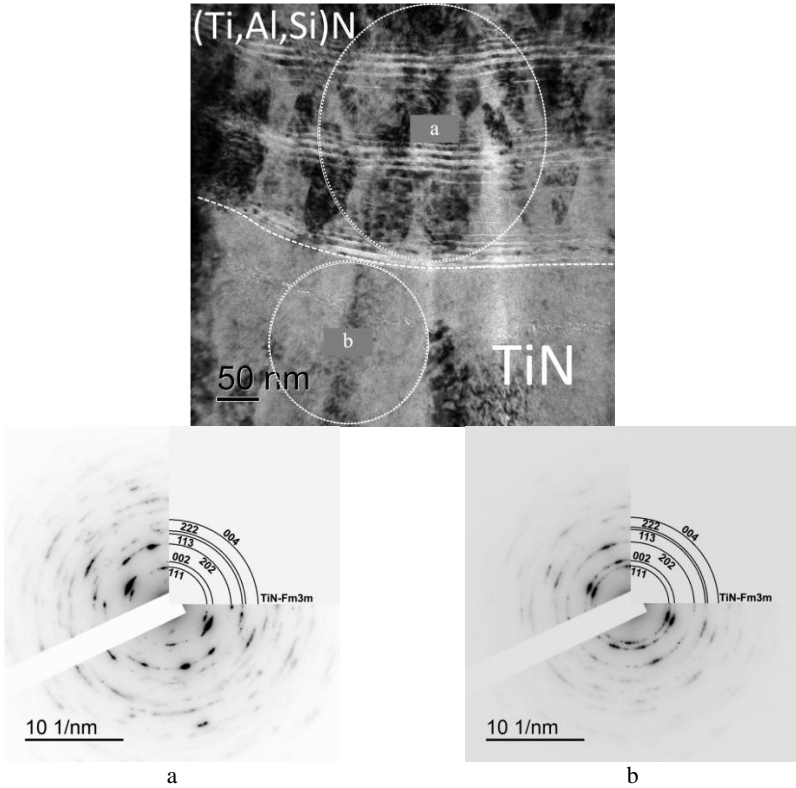 (Ti,Al,Si)N
a
b
50 nm
TiN
004
222
113
002 202
111
TiN-Fm3m
10 1/nm
a
004
222
113
002 202
111
TiN-Fm3m
10 1/nm
b